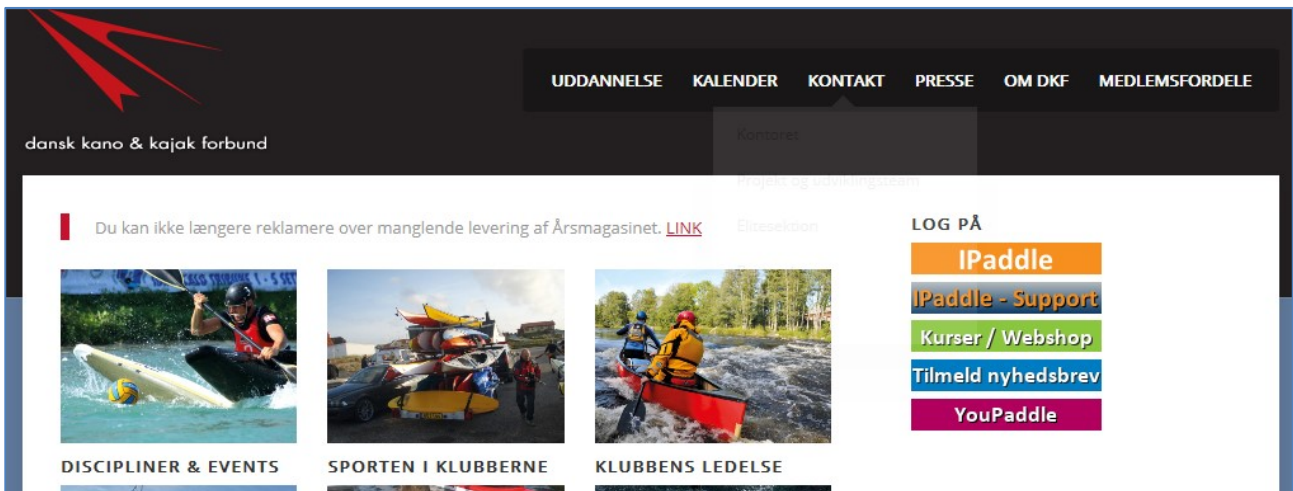 UDDANNELSE KALENDER KONTAKT PRESSE OM DKF MEDLEMSFORDELE
dansk kano & kajak forbund
Kontoret
Projekt og udviklingsteam
Elitesektion
Du kan ikke længere reklamere over manglende levering af Årsmagasinet. LINK
LOG PÅ
IPaddle
IPaddle - Support
Kurser / Webshop
Tilmeld nyhedsbrev
YouPaddle
DISCIPLINER & EVENTS
SPORTEN I KLUBBERNE
KLUBBENS LEDELSE